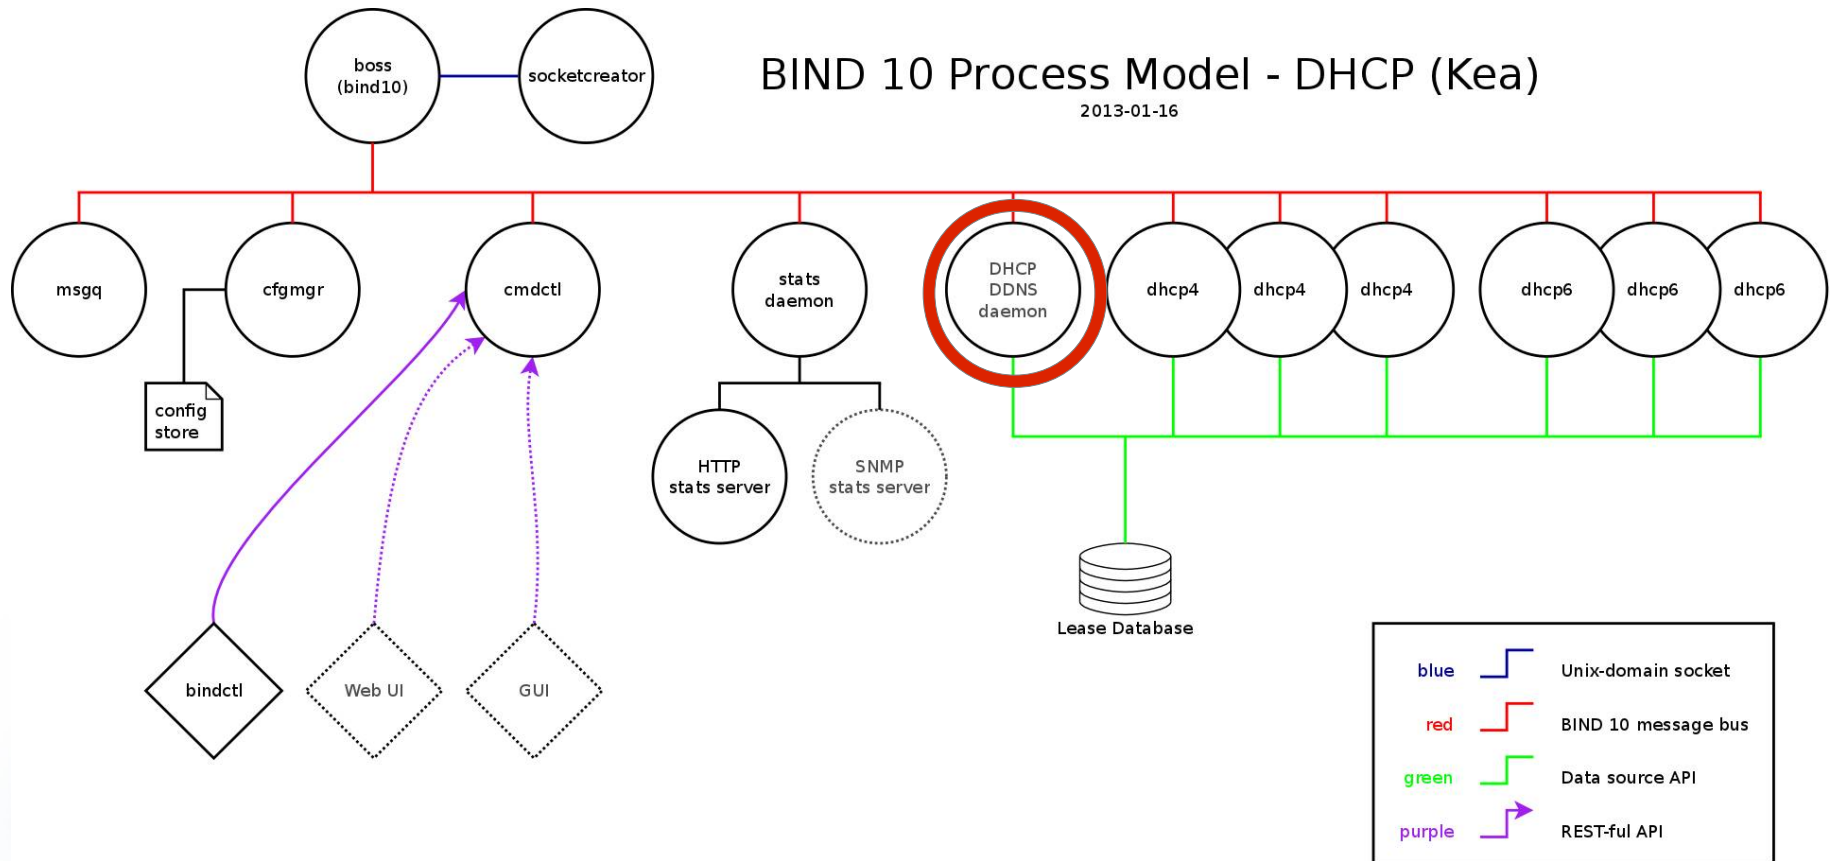 boss
(bind10)
socketcreator
BIND 10 Process Model - DHCP (Kea)
2013-01-16
msgq
cfgmgr
cmdctl
stats
daemon
DHCP
DDNS
daemon
dhcp4
dhcp4
dhcp4
dhcp6
dhcp6
dhcp6
config
store
HTTP
stats server
SNMP
stats server
Lease Database
bindctl
Web UI
GUI
blue Unix-domain socket
red BIND 10 message bus
green Data source API
purple REST-ful API